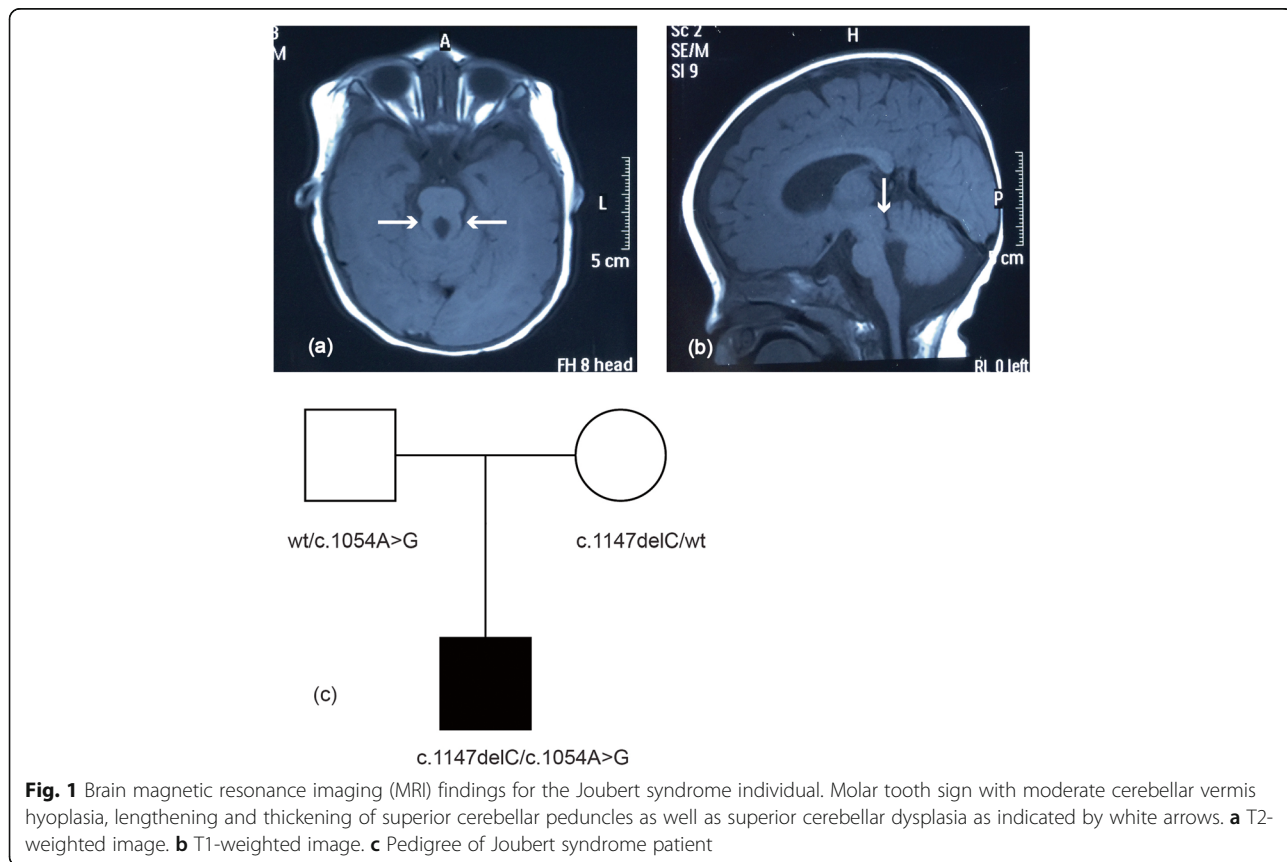 A
M
L
5 cm
(a)
FH 8 head
Sc 2
SE/M
SI 9
H
P
cm
(b)
RL 0 left
wt/c.1054A>G
c.1147delC/wt
(c)
c.1147delC/c.1054A>G
Fig. 1 Brain magnetic resonance imaging (MRI) findings for the Joubert syndrome individual. Molar tooth sign with moderate cerebellar vermis
hyoplasia, lengthening and thickening of superior cerebellar peduncles as well as superior cerebellar dysplasia as indicated by white arrows. a T2-
weighted image. b T1-weighted image. c Pedigree of Joubert syndrome patient